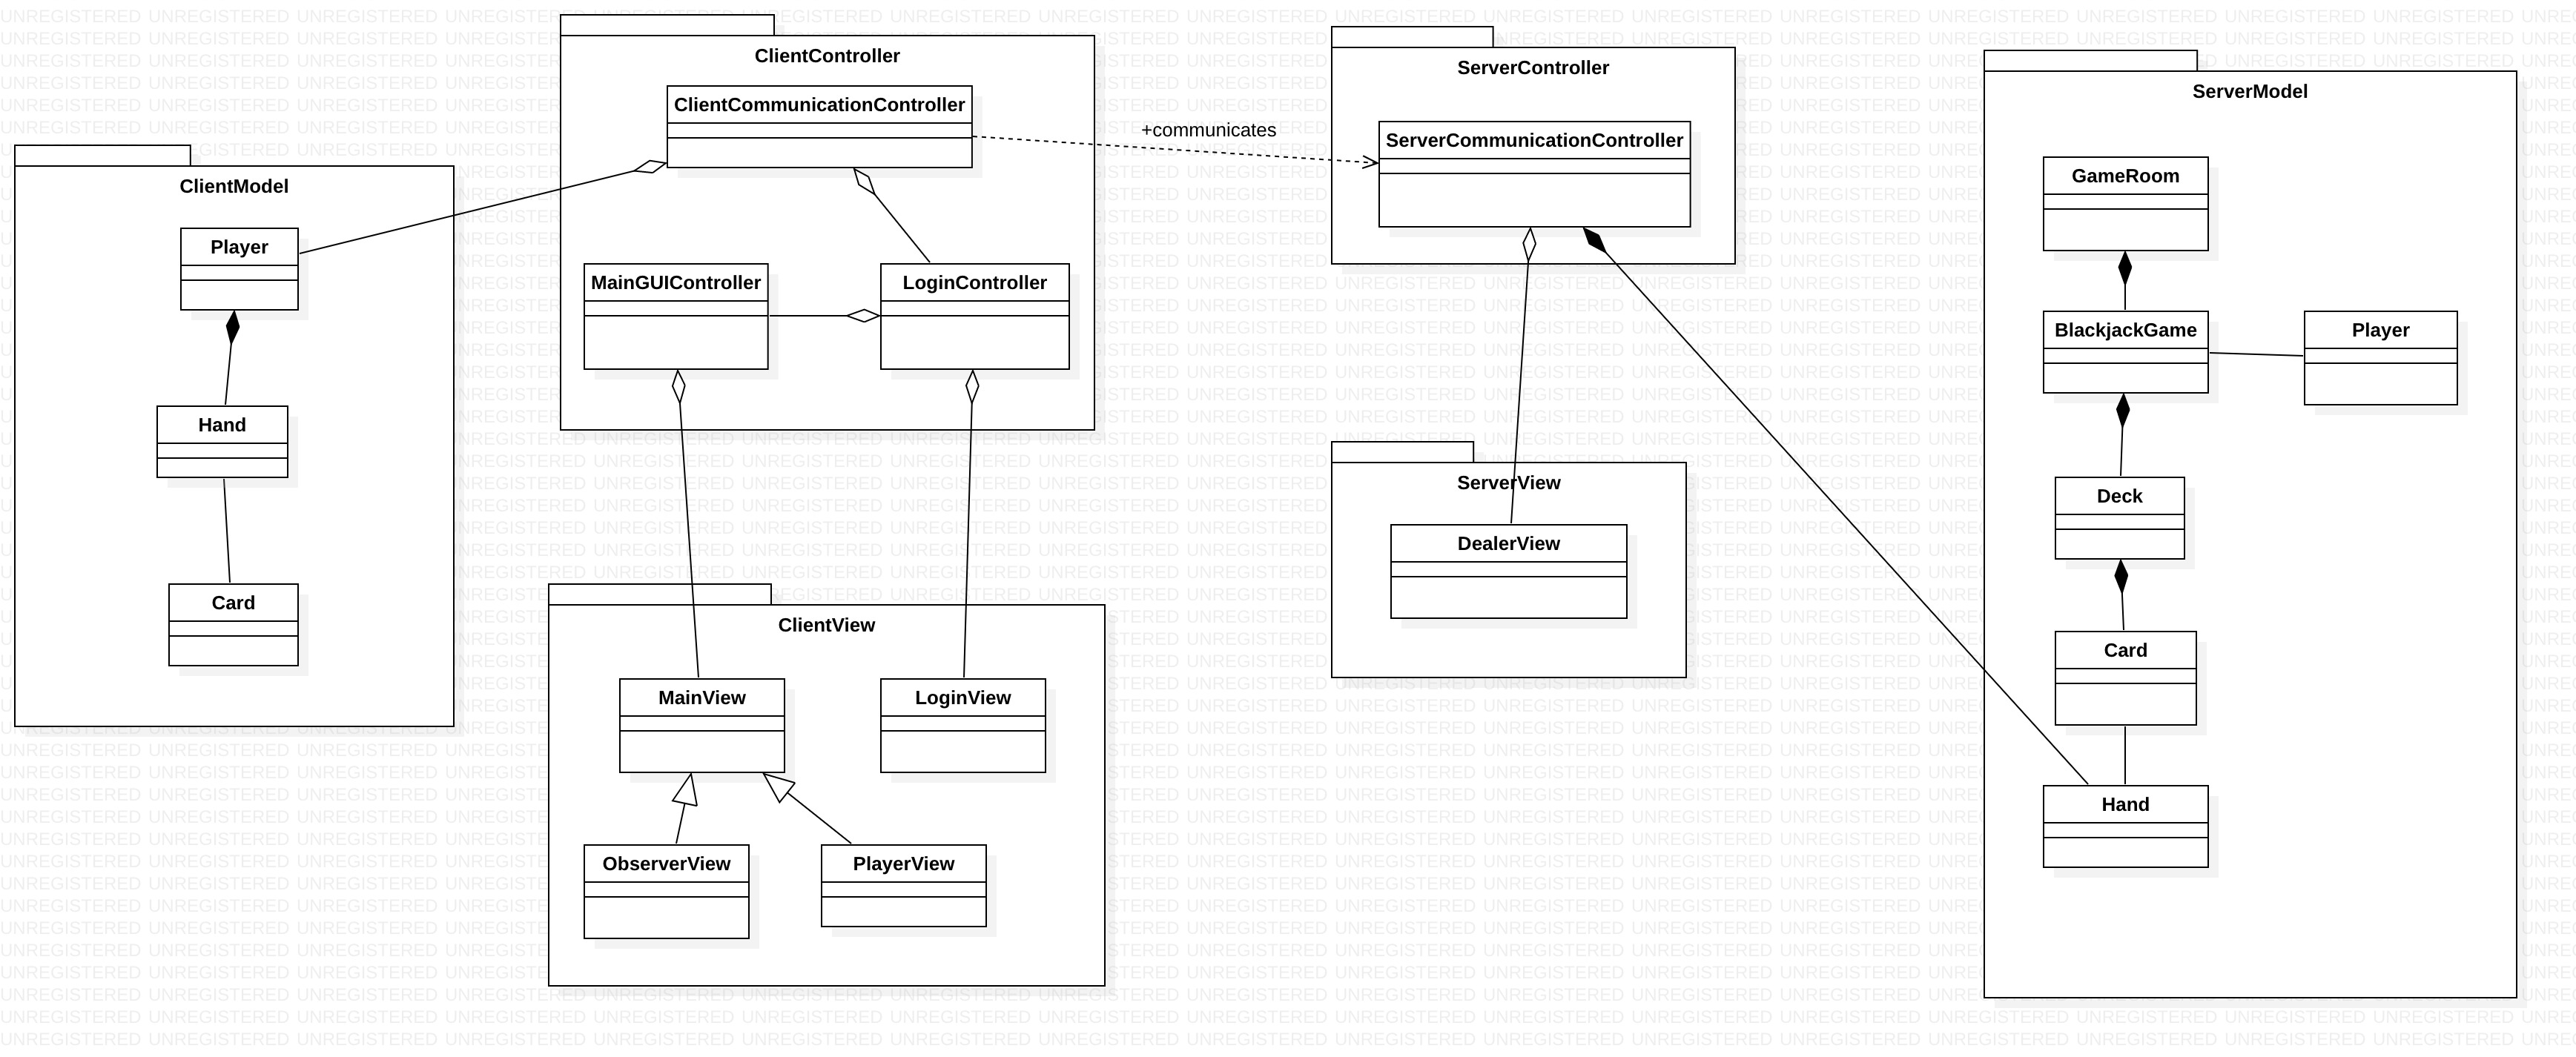 ClientModel
Player
Hand
Card
ClientController
ClientCommunicationController
MainGUIController
LoginController
+communicates
ClientView
MainView
LoginView
ObserverView
PlayerView
ServerController
ServerCommunicationController
ServerView
DealerView
ServerModel
GameRoom
BlackjackGame
Player
Deck
Card
Hand
UNREGISTERED